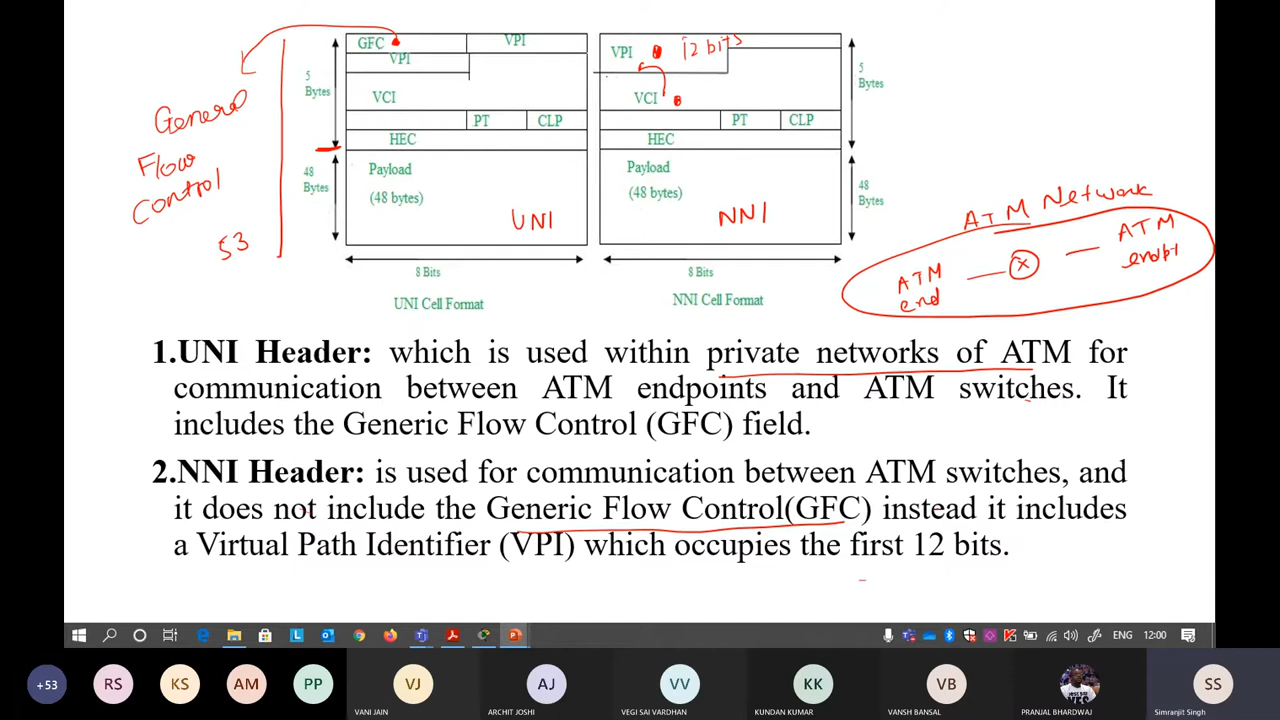 GFC VPI
VPI
VCI
PT CLP
HEC
Payload
(48 bytes)
UNI
5
Bytes
48
Bytes
8 Bits
UNI Cell Format
VPI 12 bits
VCI
PT CLP
HEC
Payload
(48 bytes)
NNI
5
Bytes
48
Bytes
8 Bits
NNI Cell Format
General
Flow
Control
53
ATM Network
ATM
end
ATM
endpt
1.UNI Header: which is used within private networks of ATM for
communication between ATM endpoints and ATM switches. It
includes the Generic Flow Control (GFC) field.
2.NNI Header: is used for communication between ATM switches, and
it does not include the Generic Flow Control(GFC) instead it includes
a Virtual Path Identifier (VPI) which occupies the first 12 bits.
ENG 12:00
+53 RS KS AM PP VJ AJ VV KK VB SS
VANI JAIN ARCHIT JOSHI VEGI SAI VARDHAN KUNDAN KUMAR VANSH BANSAL PRANJAL BHARDWAJ Simranjit Singh